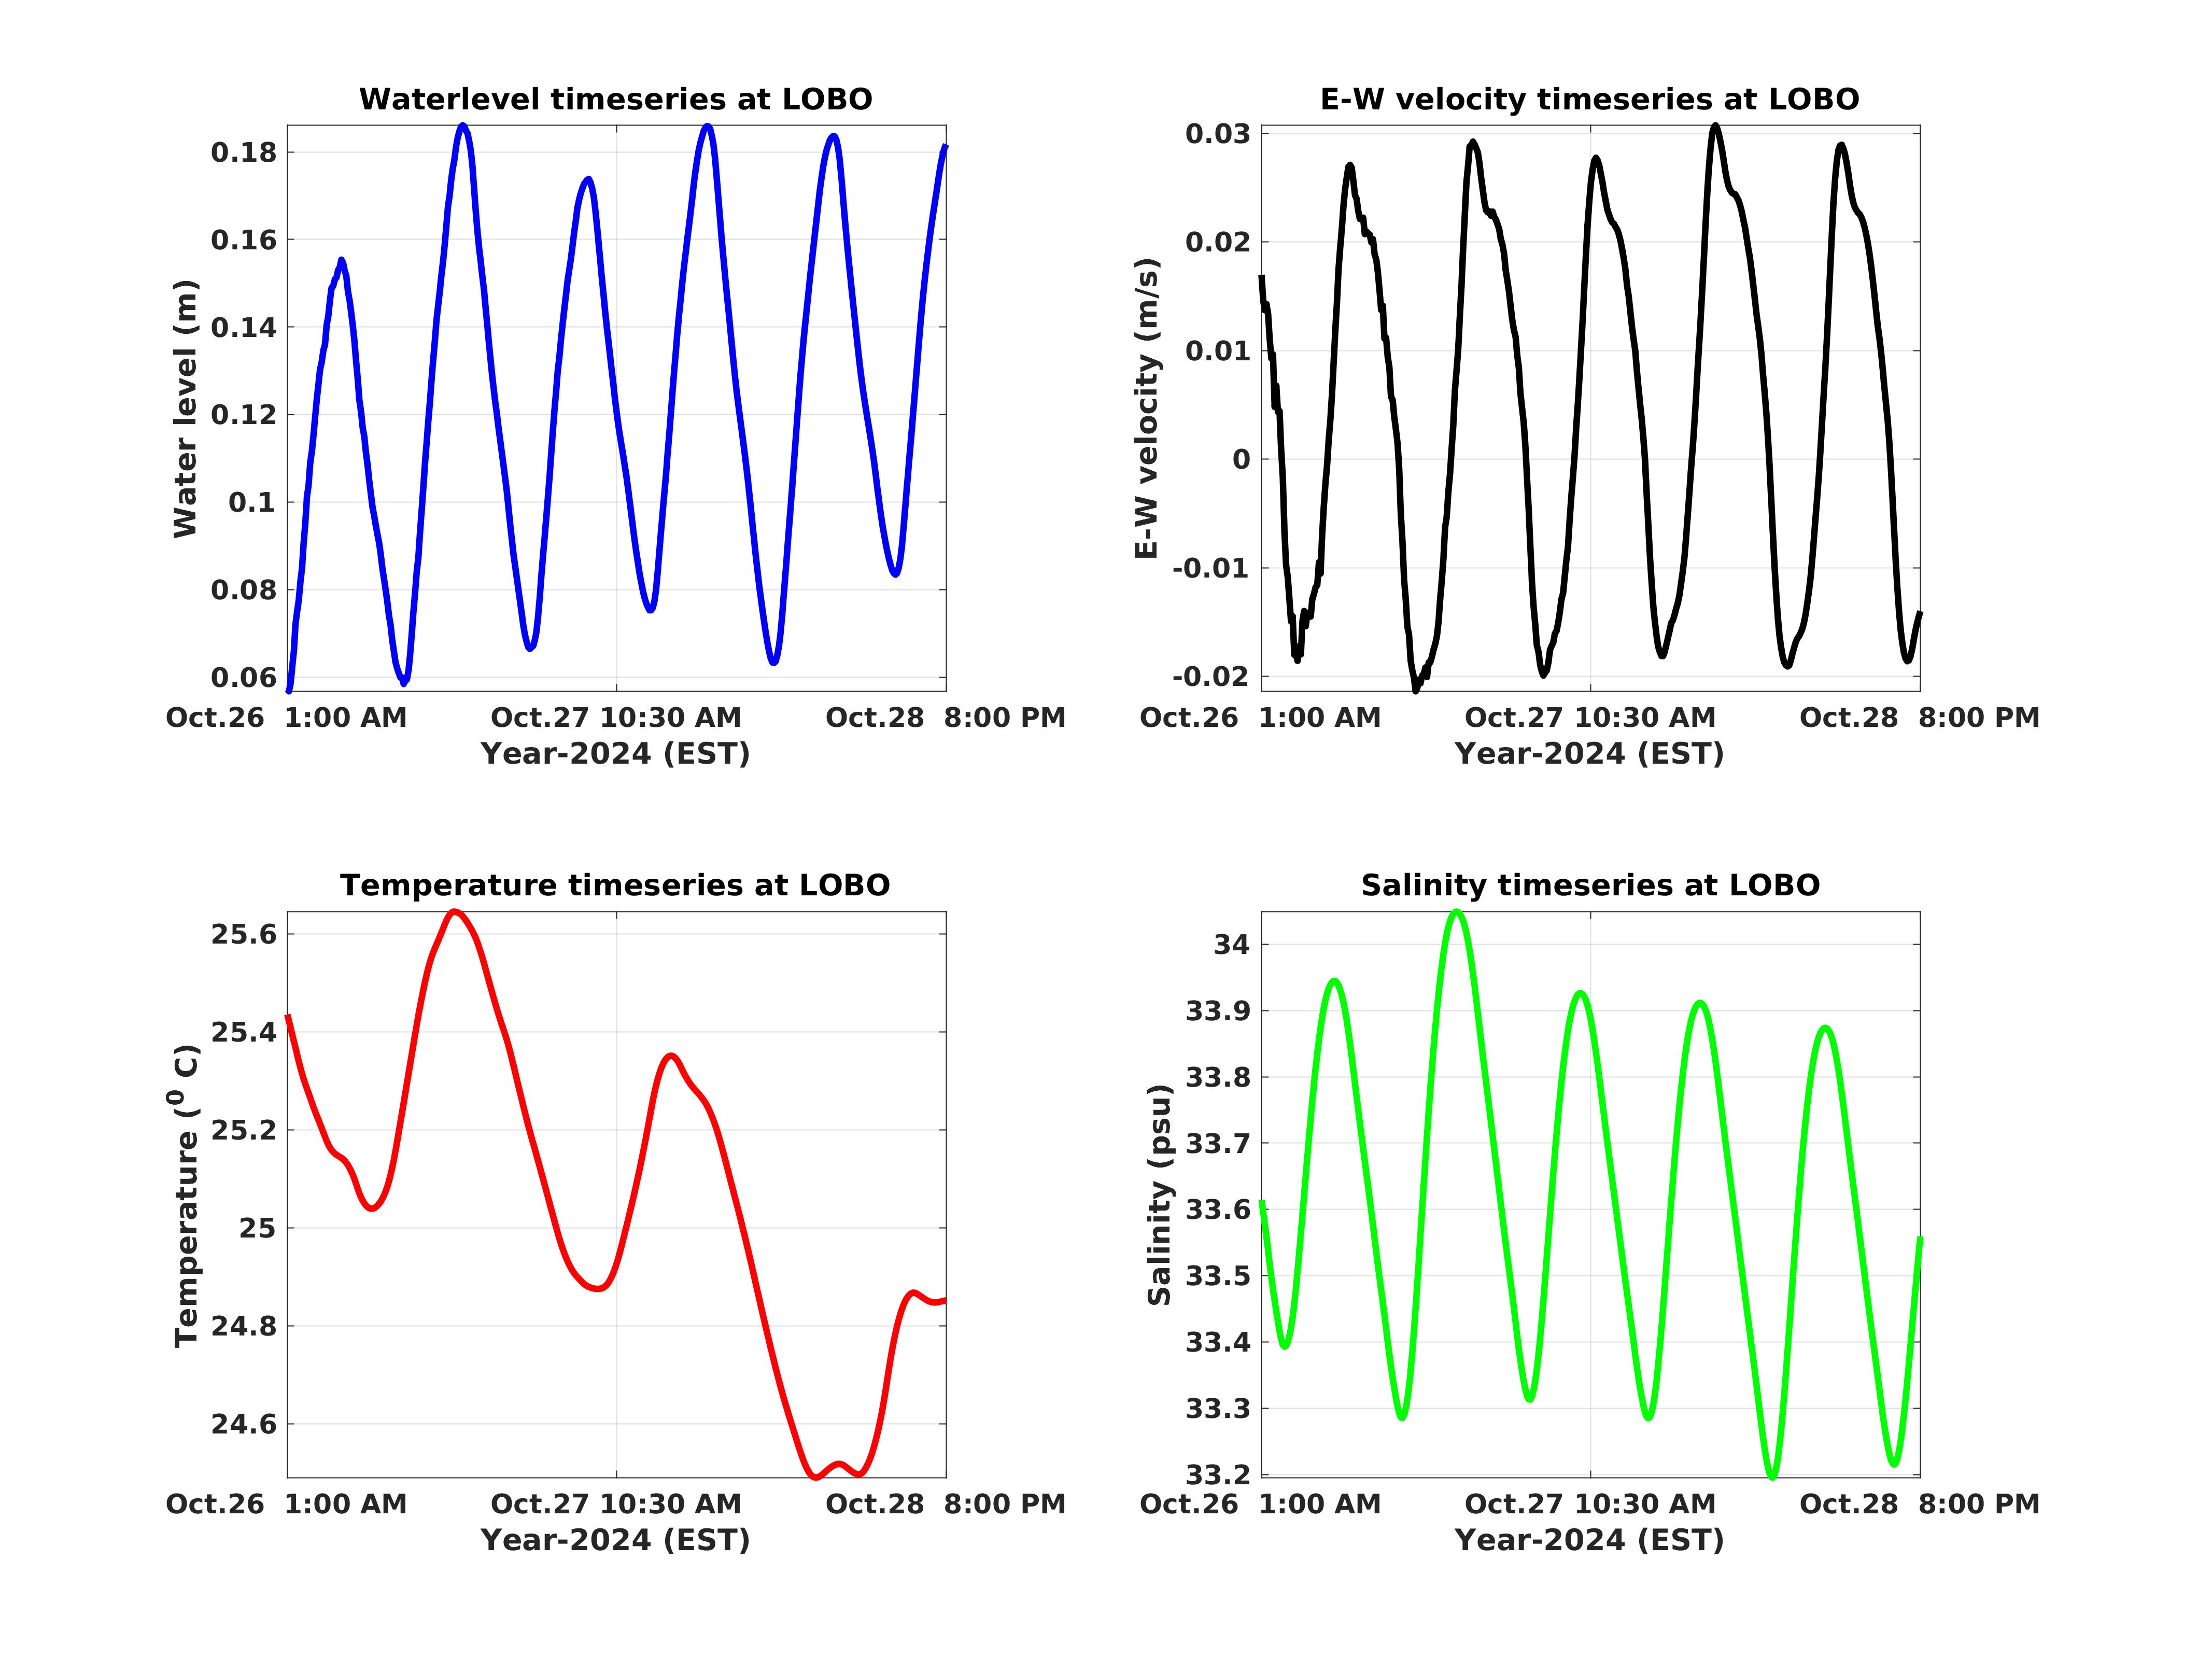 Waterlevel timeseries at LOBO
0.18
0.16
0.14
0.12
0.1
0.08
0.06
Water level (m)
Oct.26 1:00 AM
Oct.27 10:30 AM
Oct.28 8:00 PM
Year-2024 (EST)
E-W velocity timeseries at LOBO
0.03
0.02
0.01
0
-0.01
-0.02
E-W velocity (m/s)
Oct.26 1:00 AM
Oct.27 10:30 AM
Oct.28 8:00 PM
Year-2024 (EST)
Temperature timeseries at LOBO
25.6
25.4
25.2
25
24.8
24.6
Temperature (⁰ C)
Oct.26 1:00 AM
Oct.27 10:30 AM
Oct.28 8:00 PM
Year-2024 (EST)
Salinity timeseries at LOBO
34
33.9
33.8
33.7
33.6
33.5
33.4
33.3
33.2
Salinity (psu)
Oct.26 1:00 AM
Oct.27 10:30 AM
Oct.28 8:00 PM
Year-2024 (EST)